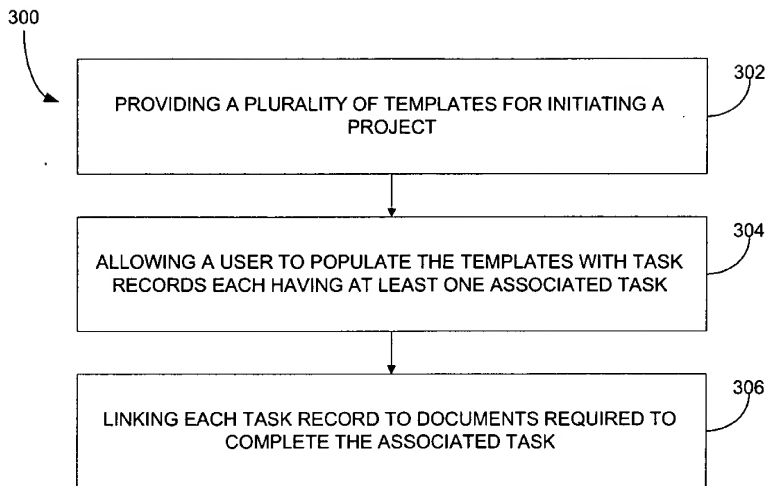 300
302
PROVIDING A PLURALITY OF TEMPLATES FOR INITIATING A
PROJECT
304
ALLOWING A USER TO POPULATE THE TEMPLATES WITH TASK
RECORDS EACH HAVING AT LEAST ONE ASSOCIATED TASK
306
LINKING EACH TASK RECORD TO DOCUMENTS REQUIRED TO
COMPLETE THE ASSOCIATED TASK